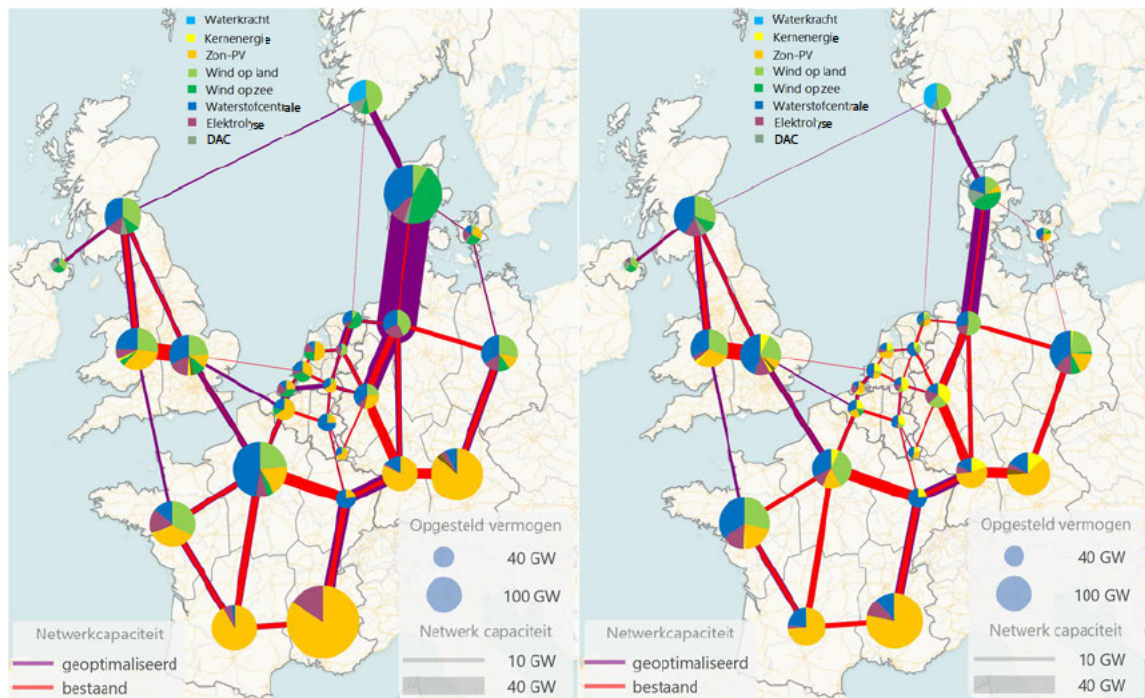 Waterkracht
Kernenergie
Zon-PV
Wind op land
Wind op zee
Waterstofcentrale
Elektrolyse
DAC
Opgesteld vermogen
40 GW
100 GW
Netwerkcapaciteit
geoptimaliseerd
bestaand
Netwerk capaciteit
10 GW
40 GW
Waterkracht
Kernenergie
Zon-PV
Wind op land
Wind op zee
Waterstofcentrale
Elektrolyse
DAC
Opgesteld vermogen
40 GW
100 GW
Netwerkcapaciteit
geoptimaliseerd
bestaand
Netwerk capaciteit
10 GW
40 GW